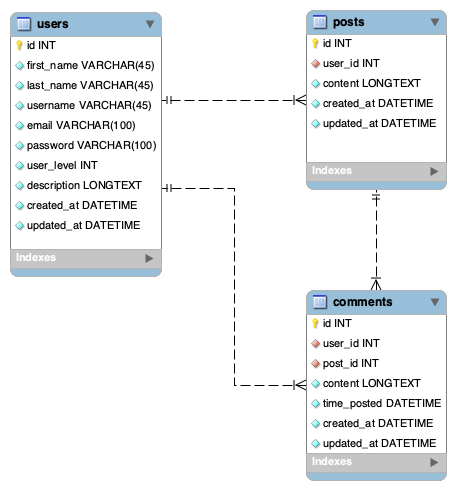 users
id INT
first_name VARCHAR(45)
last_name VARCHAR(45)
username VARCHAR(45)
email VARCHAR(100)
password VARCHAR(100)
user_level INT
description LONGTEXT
created_at DATETIME
updated_at DATETIME
Indexes
posts
id INT
user_id INT
content LONGTEXT
created_at DATETIME
updated_at DATETIME
Indexes
comments
id INT
user_id INT
post_id INT
content LONGTEXT
time_posted DATETIME
created_at DATETIME
updated_at DATETIME
Indexes